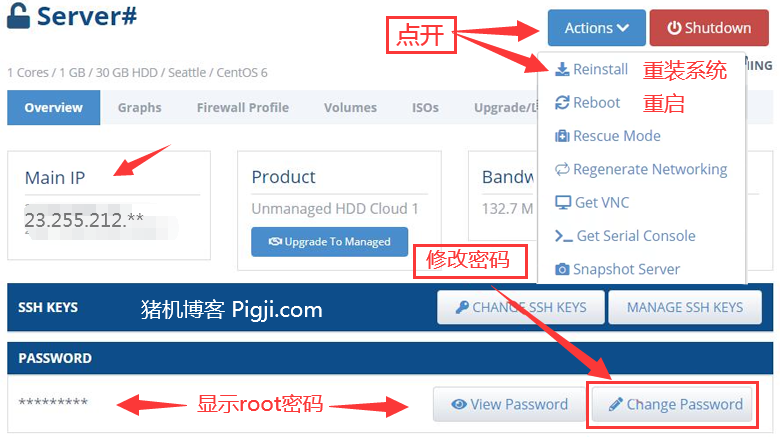 Server#
点开
Actions
Shutdown
1 Cores / 1 GB / 30 GB HDD / Seattle / CentOS 6
Reinstall 重装系统
Reboot 重启
Rescue Mode
Regenerate Networking
Get VNC
Get Serial Console
Snapshot Server
Overview Graphs Firewall Profile Volumes ISOs
Main IP
23.255.212.**
Product
Unmanaged HDD Cloud 1
Upgrade To Managed
132.7 M
修改密码
SSH KEYS
猪机博客 Pigji.com
CHANGE SSH KEYS
MANAGE SSH KEYS
PASSWORD
*********
显示root密码
View Password
Change Password